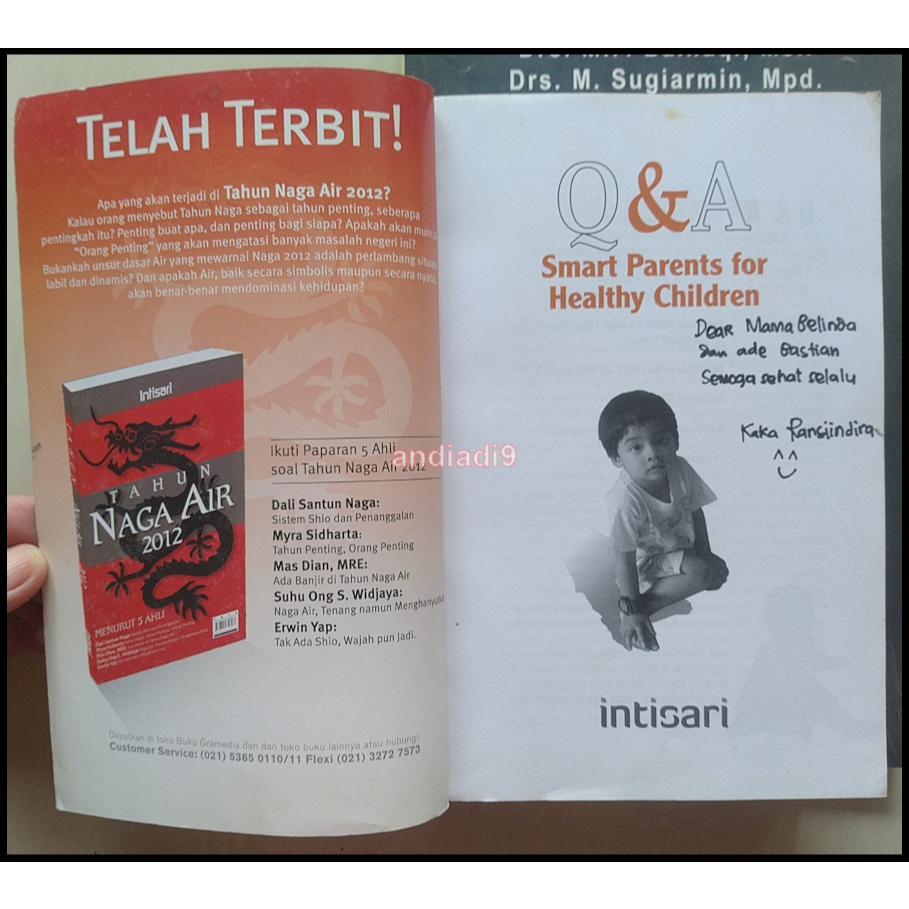 Drs. M. Sugiarmin, Mpd.
TELAH TERBIT!
Apa yang akan terjadi di Tahun Naga Air 2012?
Kalau orang menyebut Tahun Naga sebagai tahun penting, seberapa
pentingkah itu? Penting buat apa, dan penting bagi siapa? Apakah akan muncul
"Orang Penting" yang akan mengatasi banyak masalah negeri ini?
Bukankah unsur dasar Air yang mewarnai Naga 2012 adalah perlambang situasi
labil dan dinamis? Dan apakah Air, baik secara simbolis maupun secara nyata,
akan benar-benar mendominasi kehidupan?
intisari
TAHUN
NAGA AIR
2012
MENURUT 5 AHLI
Ikuti Paparan 5 Ahli
soal Tahun Naga Air 2012
andiadi9
Dali Santun Naga:
Sistem Shio dan Penanggalan
Myra Sidharta:
Tahun Penting, Orang Penting
Mas Dian, MRE:
Ada Banjir di Tahun Naga Air
Suhu Ong S. Widjaya:
Naga Air, Tenang namun Menghanyutkan
Erwin Yap:
Tak Ada Shio, Wajah pun Jadi.
Dapatkan di toko Buku Gramedia dan dan toko buku lainnya atau hubungi:
Customer Service: (021) 5365 0110/11 Flexi (021) 3272 7573
Q&A
Smart Parents for
Healthy Children
Dear Mama Belinda
dan ade Bastian
Semoga sehat selalu
Kaka Pansiindira
^^
intisari